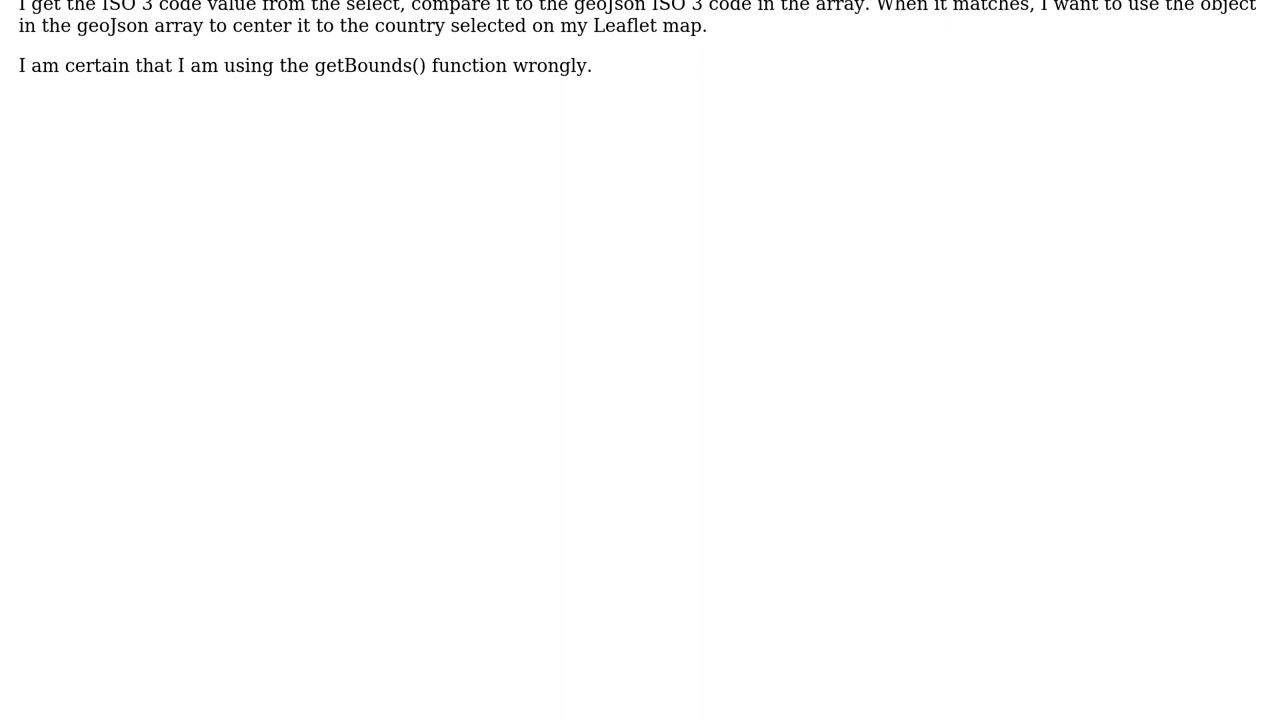 I get the ISO 3 code value from the select, compare it to the geoJson ISO 3 code in the array. When it matches, I want to use the object
in the geoJson array to center it to the country selected on my Leaflet map.
I am certain that I am using the getBounds() function wrongly.